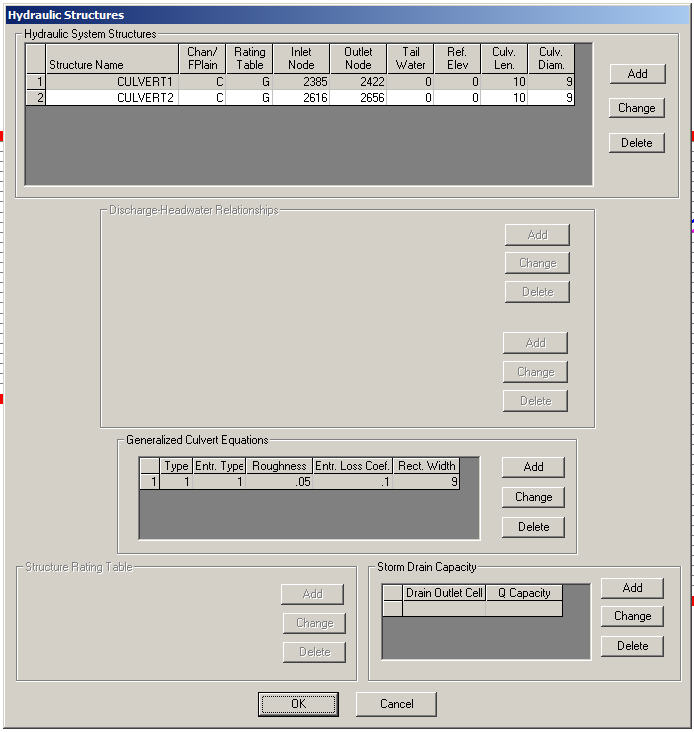 Hydraulic Structures
Hydraulic System Structures
Structure Name Chan/ FPlain Rating Table Inlet Node Outlet Node Tail Water Ref. Elev Culv. Len. Culv. Diam.
1 CULVERT1 C G 2385 2422 0 0 10 9
2 CULVERT2 C G 2616 2656 0 0 10 9
Add
Change
Delete
Discharge-Headwater Relationships
Add
Change
Delete
Add
Change
Delete
Generalized Culvert Equations
Type Entr. Type Roughness Entr. Loss Coef. Rect. Width
1 1 1 .05 .1 9
Add
Change
Delete
Structure Rating Table
Add
Change
Delete
Storm Drain Capacity
Drain Outlet Cell Q Capacity
Add
Change
Delete
OK Cancel